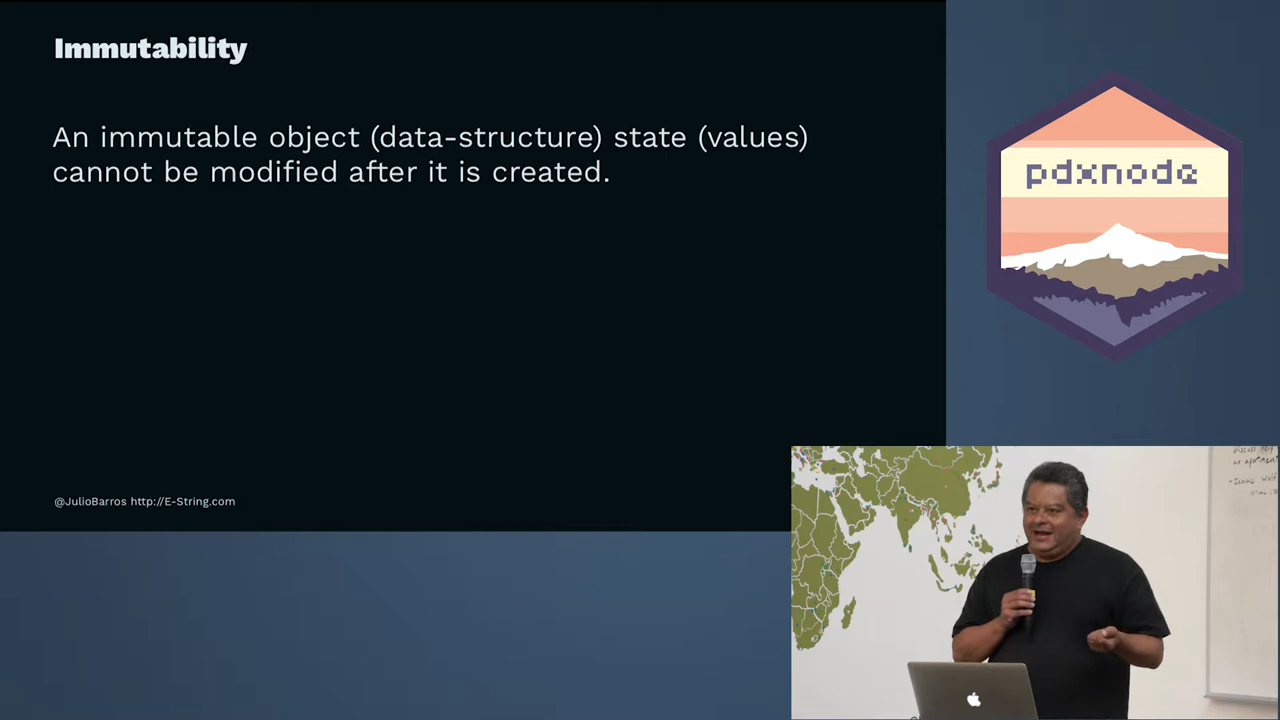 Immutability
An immutable object (data-structure) state (values)
cannot be modified after it is created.
@JulioBarros http://E-String.com
pdxnode